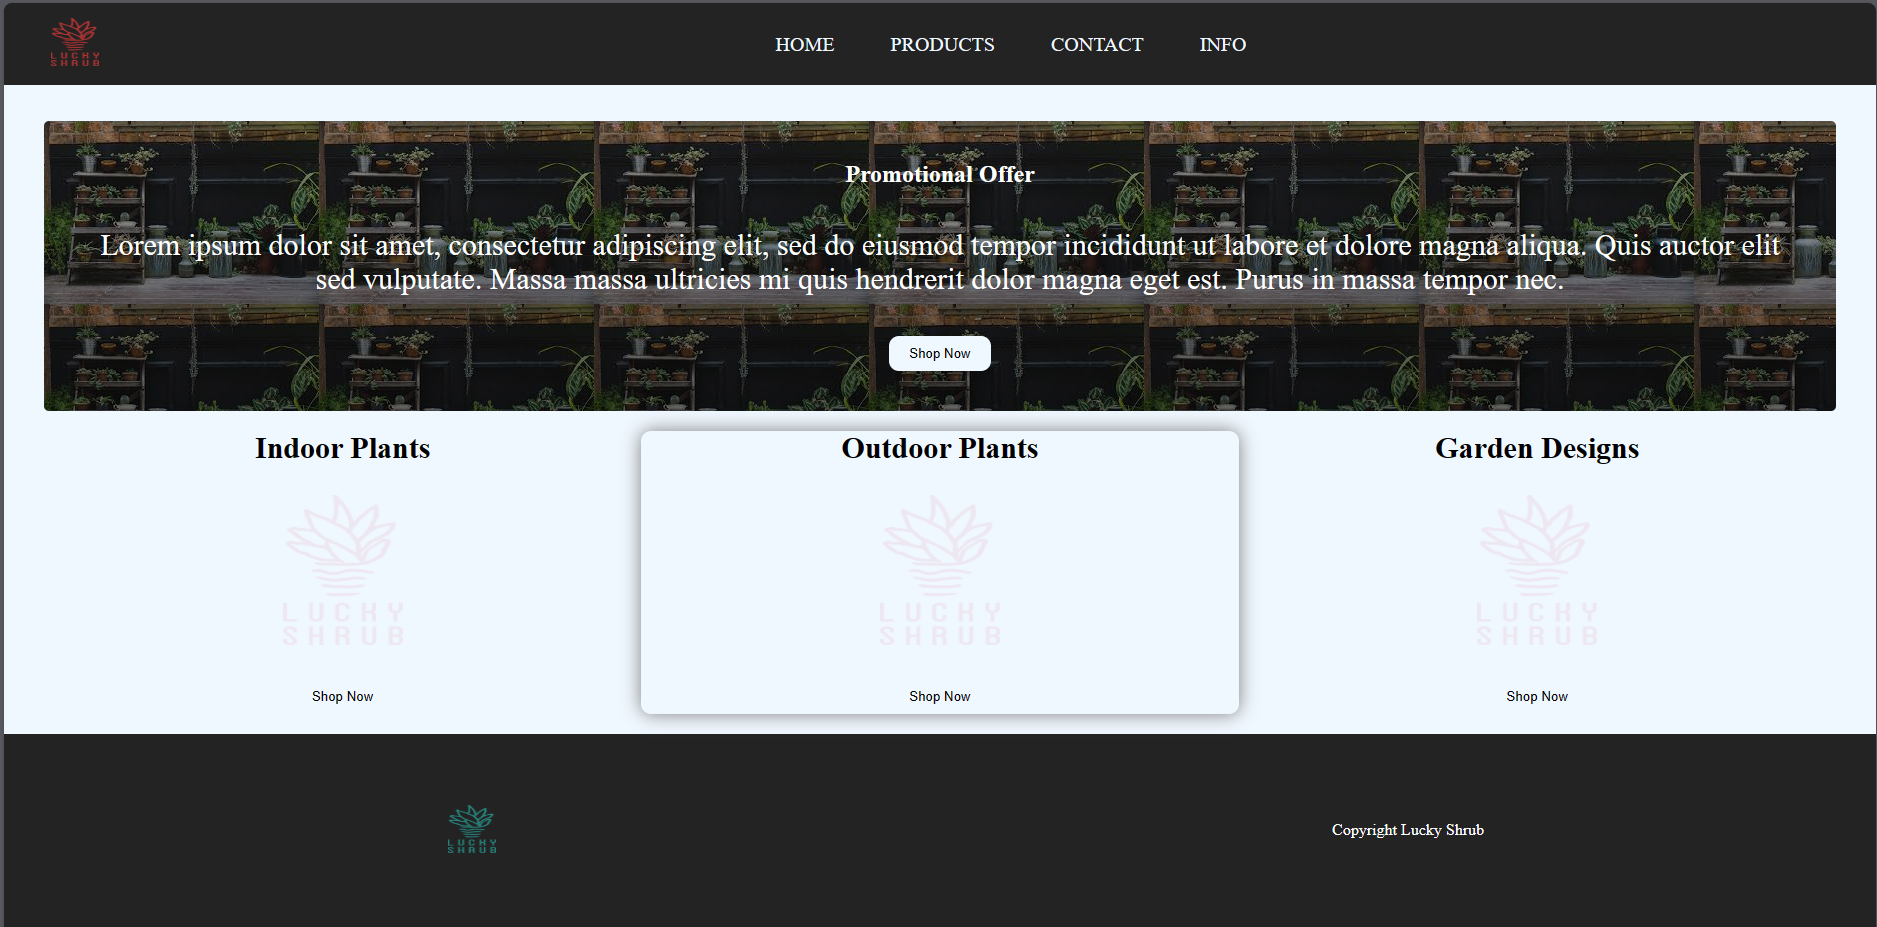 LUCKY
SHRUB
HOME PRODUCTS CONTACT INFO
Promotional Offer
Lorem ipsum dolor sit amet, consectetur adipiscing elit, sed do eiusmod tempor incididunt ut labore et dolore magna aliqua. Quis auctor elit
sed vulputate. Massa massa ultricies mi quis hendrerit dolor magna eget est. Purus in massa tempor nec.
Shop Now
Indoor Plants
LUCKY
SHRUB
Shop Now
Outdoor Plants
LUCKY
SHRUB
Shop Now
Garden Designs
LUCKY
SHRUB
Shop Now
LUCKY
SHRUB
Copyright Lucky Shrub